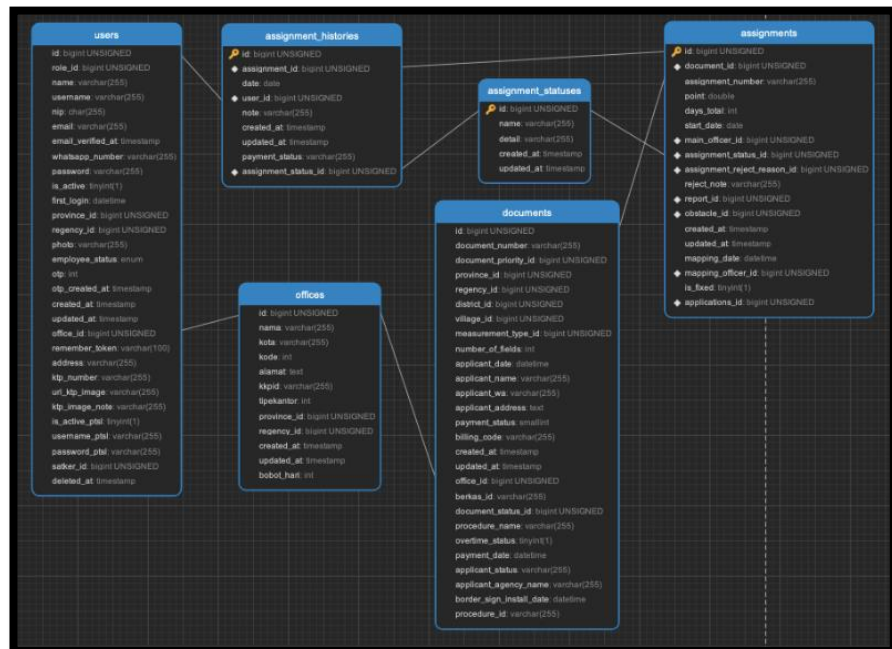 users
id: bigint UNSIGNED
role_id: bigint UNSIGNED
name: varchar(255)
username: varchar(255)
nip: char(255)
email: varchar(255)
email_verified_at: timestamp
whatsapp_number: varchar(255)
password: varchar(255)
is_active: tinyint(1)
first_login: datetime
province_id: bigint UNSIGNED
regency_id: bigint UNSIGNED
photo: varchar(255)
employee_status: enum
otp: int
otp_created_at: timestamp
created_at: timestamp
updated_at: timestamp
office_id: bigint UNSIGNED
remember_token: varchar(100)
address: varchar(255)
ktp_number: varchar(255)
url_ktp_image: varchar(255)
ktp_image_note: varchar(255)
is_active_ptsl: tinyint(1)
username_ptsl: varchar(255)
password_ptsl: varchar(255)
satker_id: bigint UNSIGNED
deleted_at: timestamp
assignment_histories
id: bigint UNSIGNED
assignment_id: bigint UNSIGNED
date: date
user_id: bigint UNSIGNED
note: varchar(255)
created_at: timestamp
updated_at: timestamp
payment_status: varchar(255)
assignment_status_id: bigint UNSIGNED
offices
id: bigint UNSIGNED
nama: varchar(255)
kota: varchar(255)
kode: int
alamat: text
kkpid: varchar(255)
tipekantor: int
province_id: bigint UNSIGNED
regency_id: bigint UNSIGNED
created_at: timestamp
updated_at: timestamp
bobot_hari: int
assignment_statuses
id: bigint UNSIGNED
name: varchar(255)
detail: varchar(255)
created_at: timestamp
updated_at: timestamp
documents
id: bigint UNSIGNED
document_number: varchar(255)
document_priority_id: bigint UNSIGNED
province_id: bigint UNSIGNED
regency_id: bigint UNSIGNED
district_id: bigint UNSIGNED
village_id: bigint UNSIGNED
measurement_type_id: bigint UNSIGNED
number_of_fields: int
applicant_date: datetime
applicant_name: varchar(255)
applicant_wa: varchar(255)
applicant_address: text
payment_status: smallint
billing_code: varchar(255)
created_at: timestamp
updated_at: timestamp
office_id: bigint UNSIGNED
berkas_id: varchar(255)
document_status_id: bigint UNSIGNED
procedure_name: varchar(255)
overtime_status: tinyint(1)
payment_date: datetime
applicant_status: varchar(255)
applicant_agency_name: varchar(255)
border_sign_install_date: datetime
procedure_id: varchar(255)
assignments
id: bigint UNSIGNED
document_id: bigint UNSIGNED
assignment_number: varchar(255)
point: double
days_total: int
start_date: date
main_officer_id: bigint UNSIGNED
assignment_status_id: bigint UNSIGNED
assignment_reject_reason_id: bigint UNSIGNED
reject_note: varchar(255)
report_id: bigint UNSIGNED
obstacle_id: bigint UNSIGNED
created_at: timestamp
updated_at: timestamp
mapping_date: datetime
mapping_officer_id: bigint UNSIGNED
is_fixed: tinyint(1)
applications_id: bigint UNSIGNED